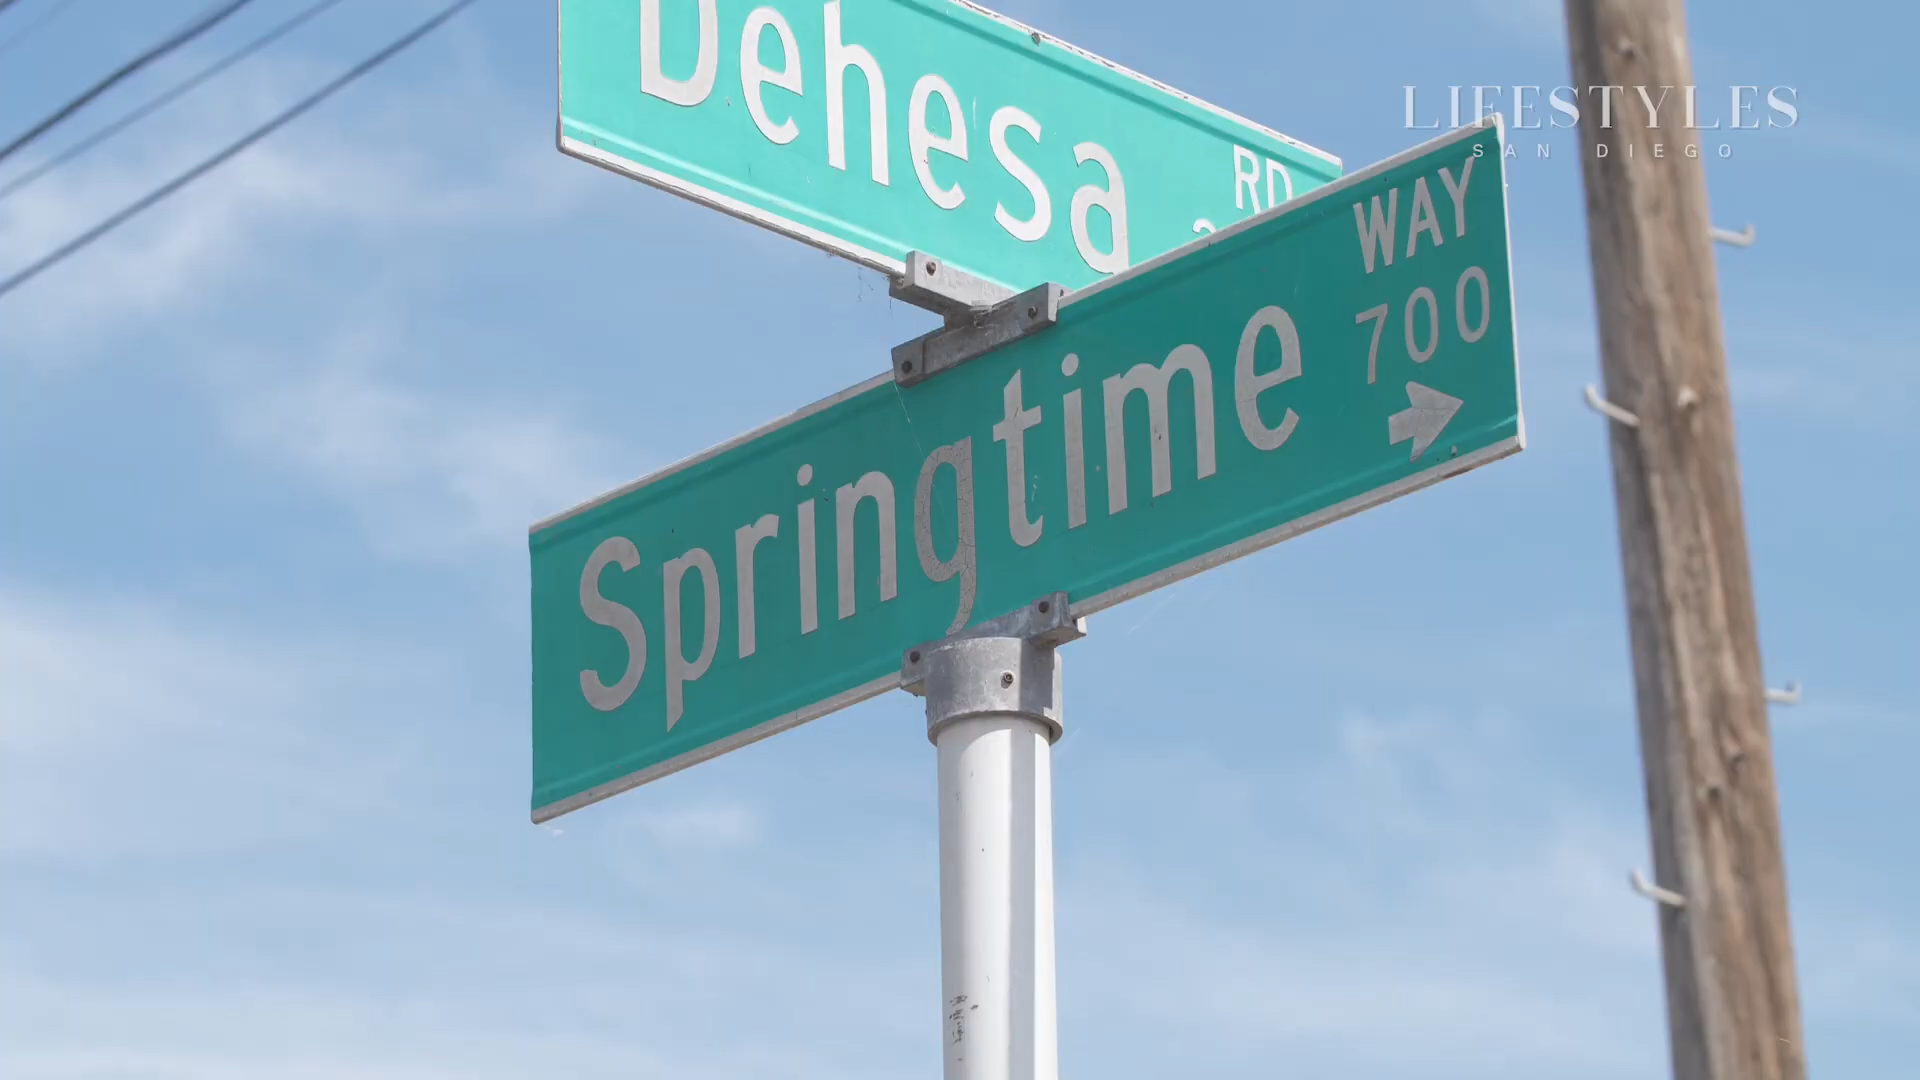 Dehesa RD
LIFESTYLES
SAN DIEGO
Springtime WAY
700